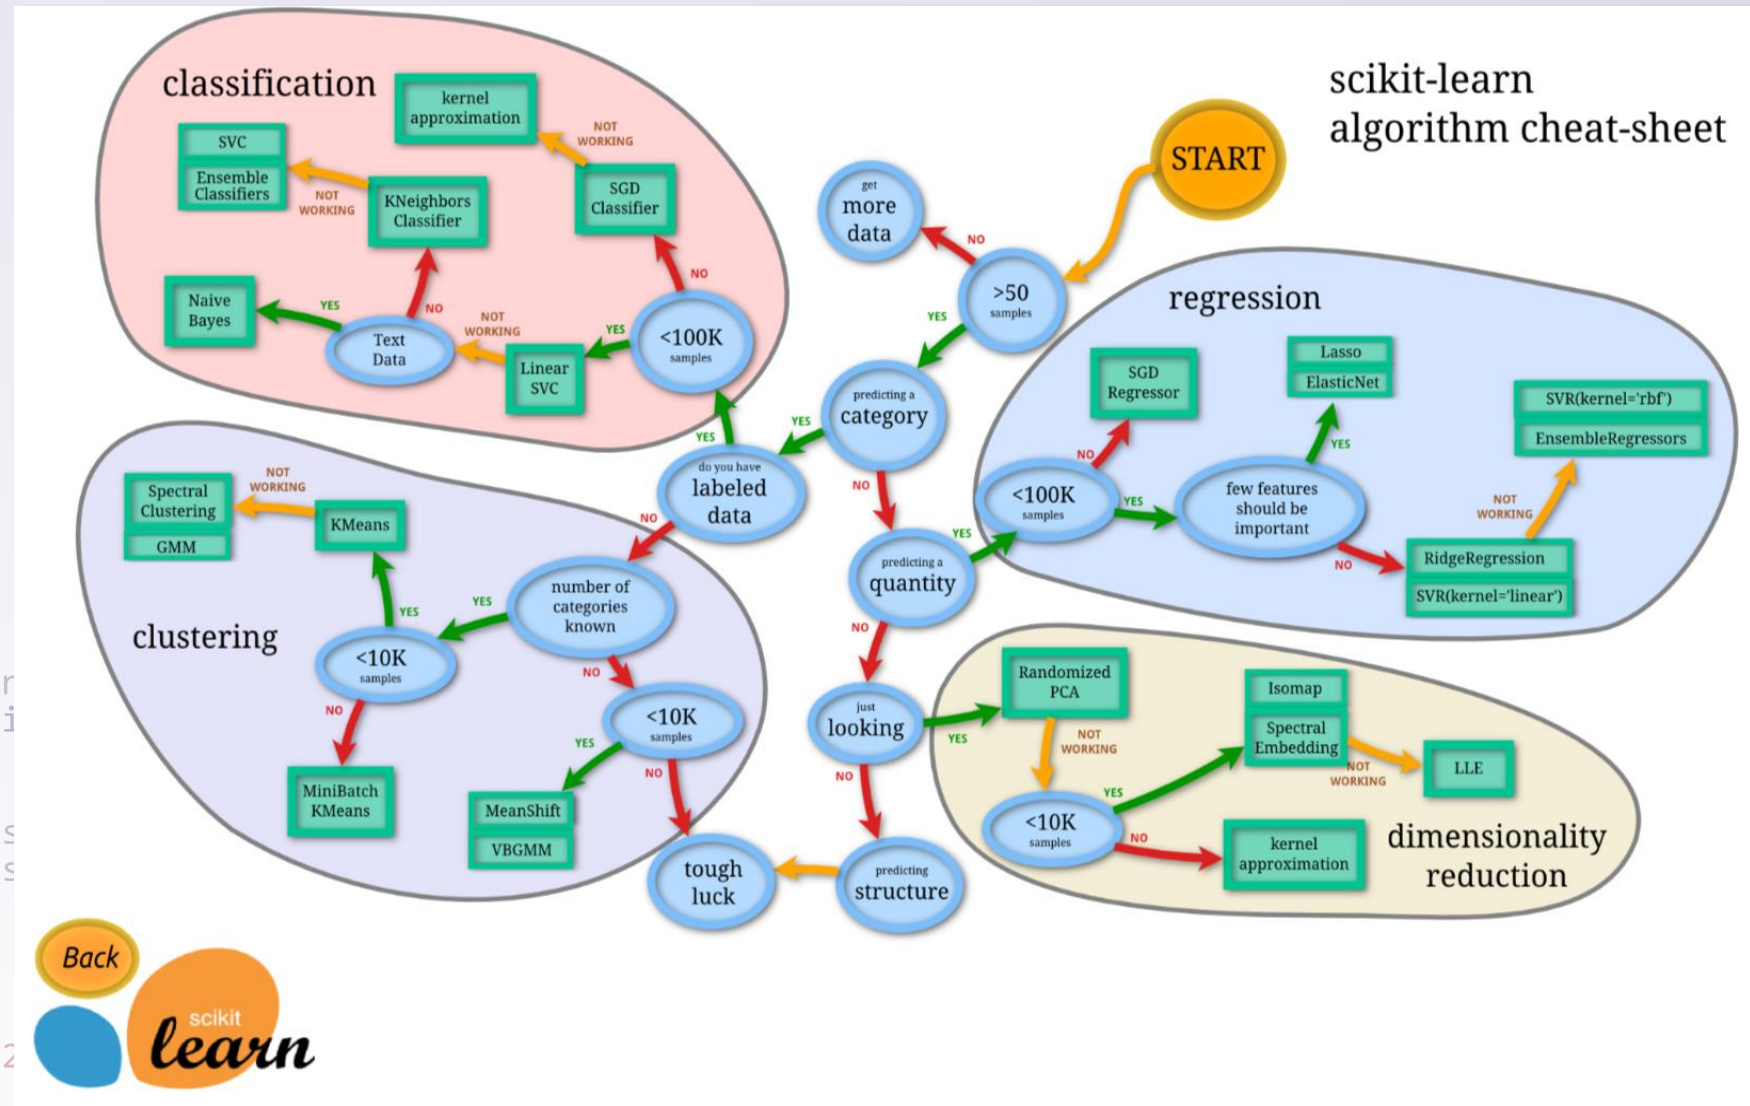 scikit-learn
algorithm cheat-sheet
START
get
more
data
NO
>50
samples
YES
predicting a
category
YES
NO
do you have
labeled
data
YES
NO
predicting a
quantity
YES
NO
just
looking
YES
NO
predicting
structure
tough
luck
classification
kernel
approximation
NOT
WORKING
SGD
Classifier
NO
<100K
samples
YES
Linear
SVC
NOT
WORKING
Text
Data
YES
Naive
Bayes
NO
KNeighbors
Classifier
NOT
WORKING
SVC
Ensemble
Classifiers
clustering
number of
categories
known
YES
NO
<10K
samples
YES
KMeans
NOT
WORKING
Spectral
Clustering
GMM
NO
MiniBatch
KMeans
<10K
samples
YES
MeanShift
VBGMM
NO
regression
<100K
samples
NO
SGD
Regressor
YES
few features
should be
important
YES
Lasso
ElasticNet
NO
RidgeRegression
SVR(kernel='linear')
NOT
WORKING
SVR(kernel='rbf')
EnsembleRegressors
dimensionality
reduction
Randomized
PCA
NOT
WORKING
<10K
samples
YES
Isomap
Spectral
Embedding
NOT
WORKING
LLE
NO
kernel
approximation
Back
scikit
learn